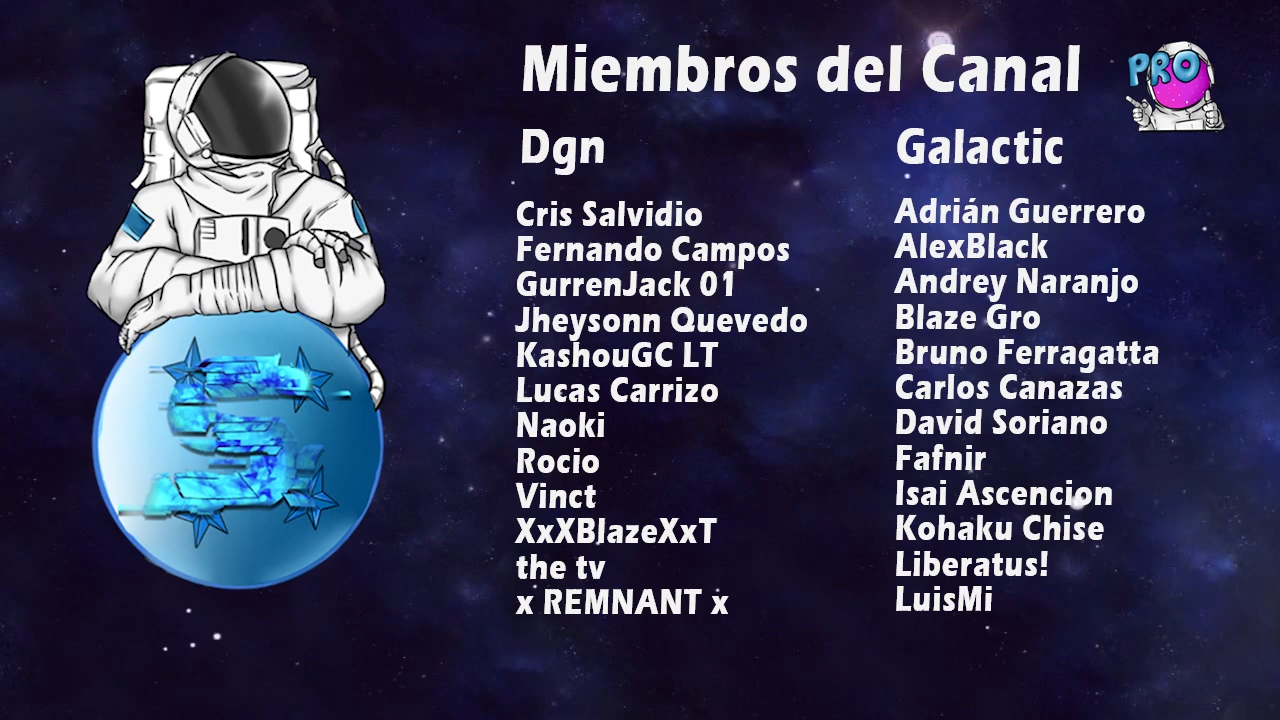 Miembros del Canal
PRO
Dgn
Cris Salvidio
Fernando Campos
GurrenJack 01
Jheysonn Quevedo
KashouGC LT
Lucas Carrizo
Naoki
Rocio
Vinct
XxXBlazeXxT
the tv
x REMNANT x
Galactic
Adrián Guerrero
AlexBlack
Andrey Naranjo
Blaze Gro
Bruno Ferragatta
Carlos Canazas
David Soriano
Fafnir
Isai Ascencion
Kohaku Chise
Liberatus!
LuisMi
S